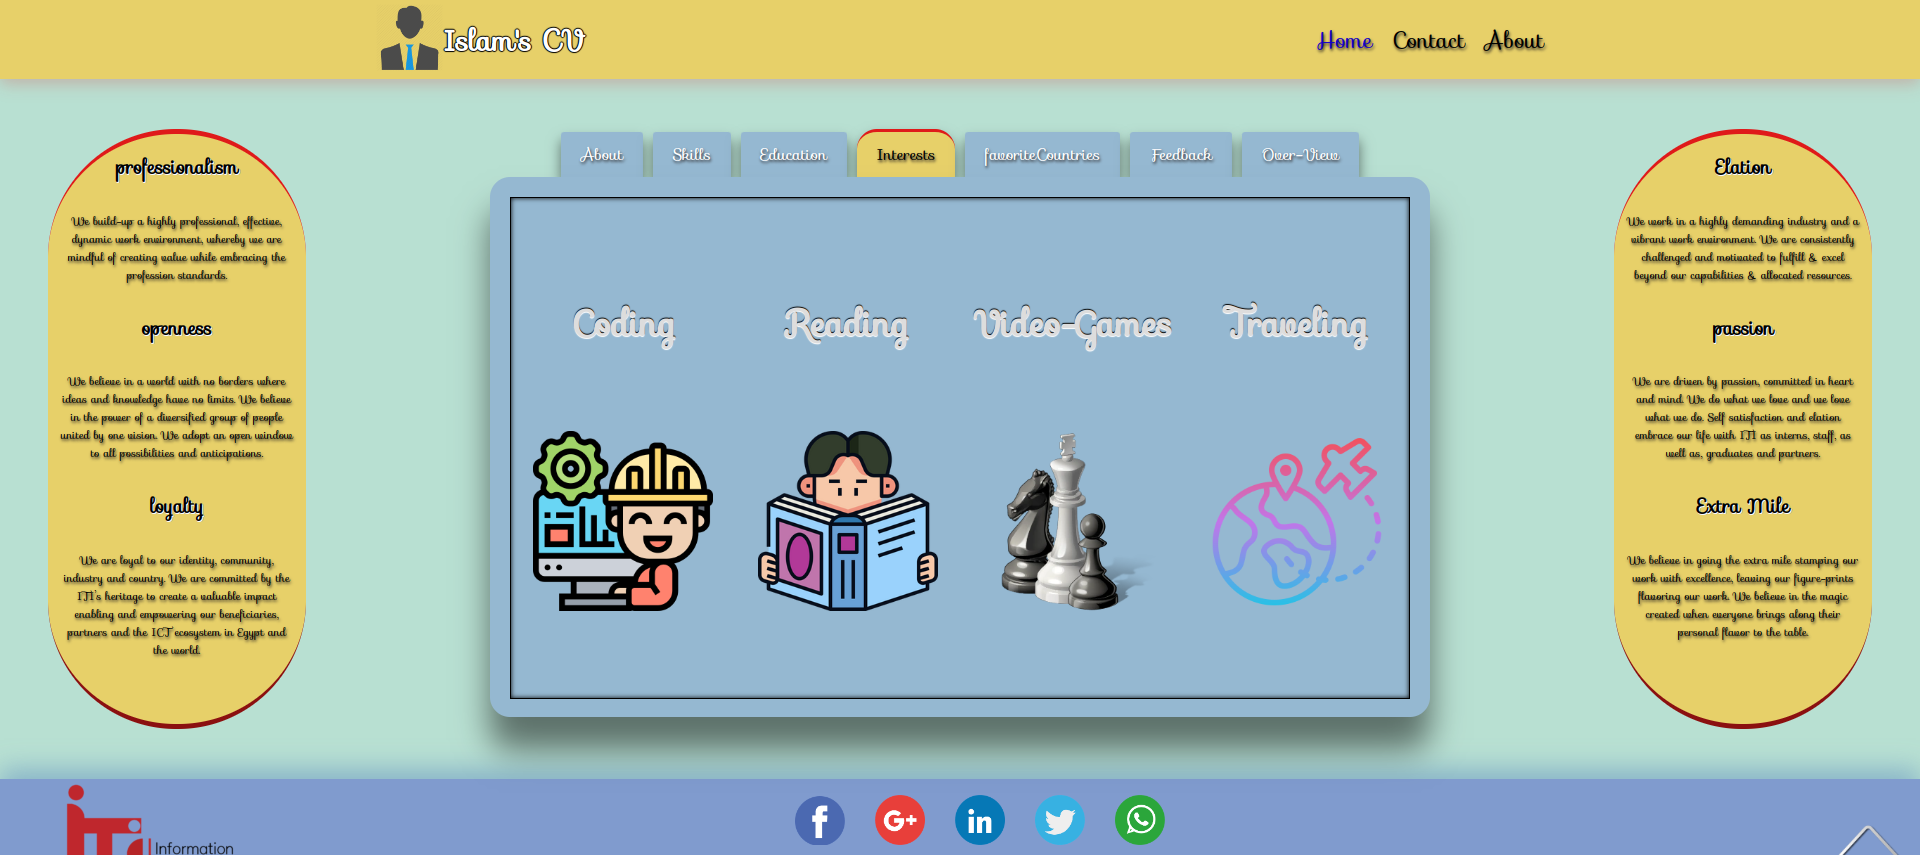 Islam's CV
Home Contact About
professionalism
We build-up a highly professional, effective,
dynamic work environment, whereby we are
mindful of creating value while embracing the
profession standards.
openness
We believe in a world with no borders where
ideas and knowledge have no limits. We believe
in the power of a diversified group of people
united by one vision. We adopt an open window
to all possibilities and anticipations.
loyalty
We are loyal to our identity, community,
industry and country. We are committed by the
ITI's heritage to create a valuable impact
enabling and empowering our beneficiaries,
partners and the ICT ecosystem in Egypt and
the world.
About Skills Education Interests favoriteCountries Feedback Over-View
Coding Reading Video-Games Traveling
Elation
We work in a highly demanding industry and a
vibrant work environment. We are consistently
challenged and motivated to fulfill & excel
beyond our capabilities & allocated resources.
passion
We are driven by passion, committed in heart
and mind. We do what we love and we love
what we do. Self satisfaction and elation
embrace our life with ITI as interns, staff, as
well as, graduates and partners.
Extra Mile
We believe in going the extra mile stamping our
work with excellence, leaving our figure-prints
flavoring our work. We believe in the magic
created when everyone brings along their
personal flavor to the table.
iTi
Information
f G+ in